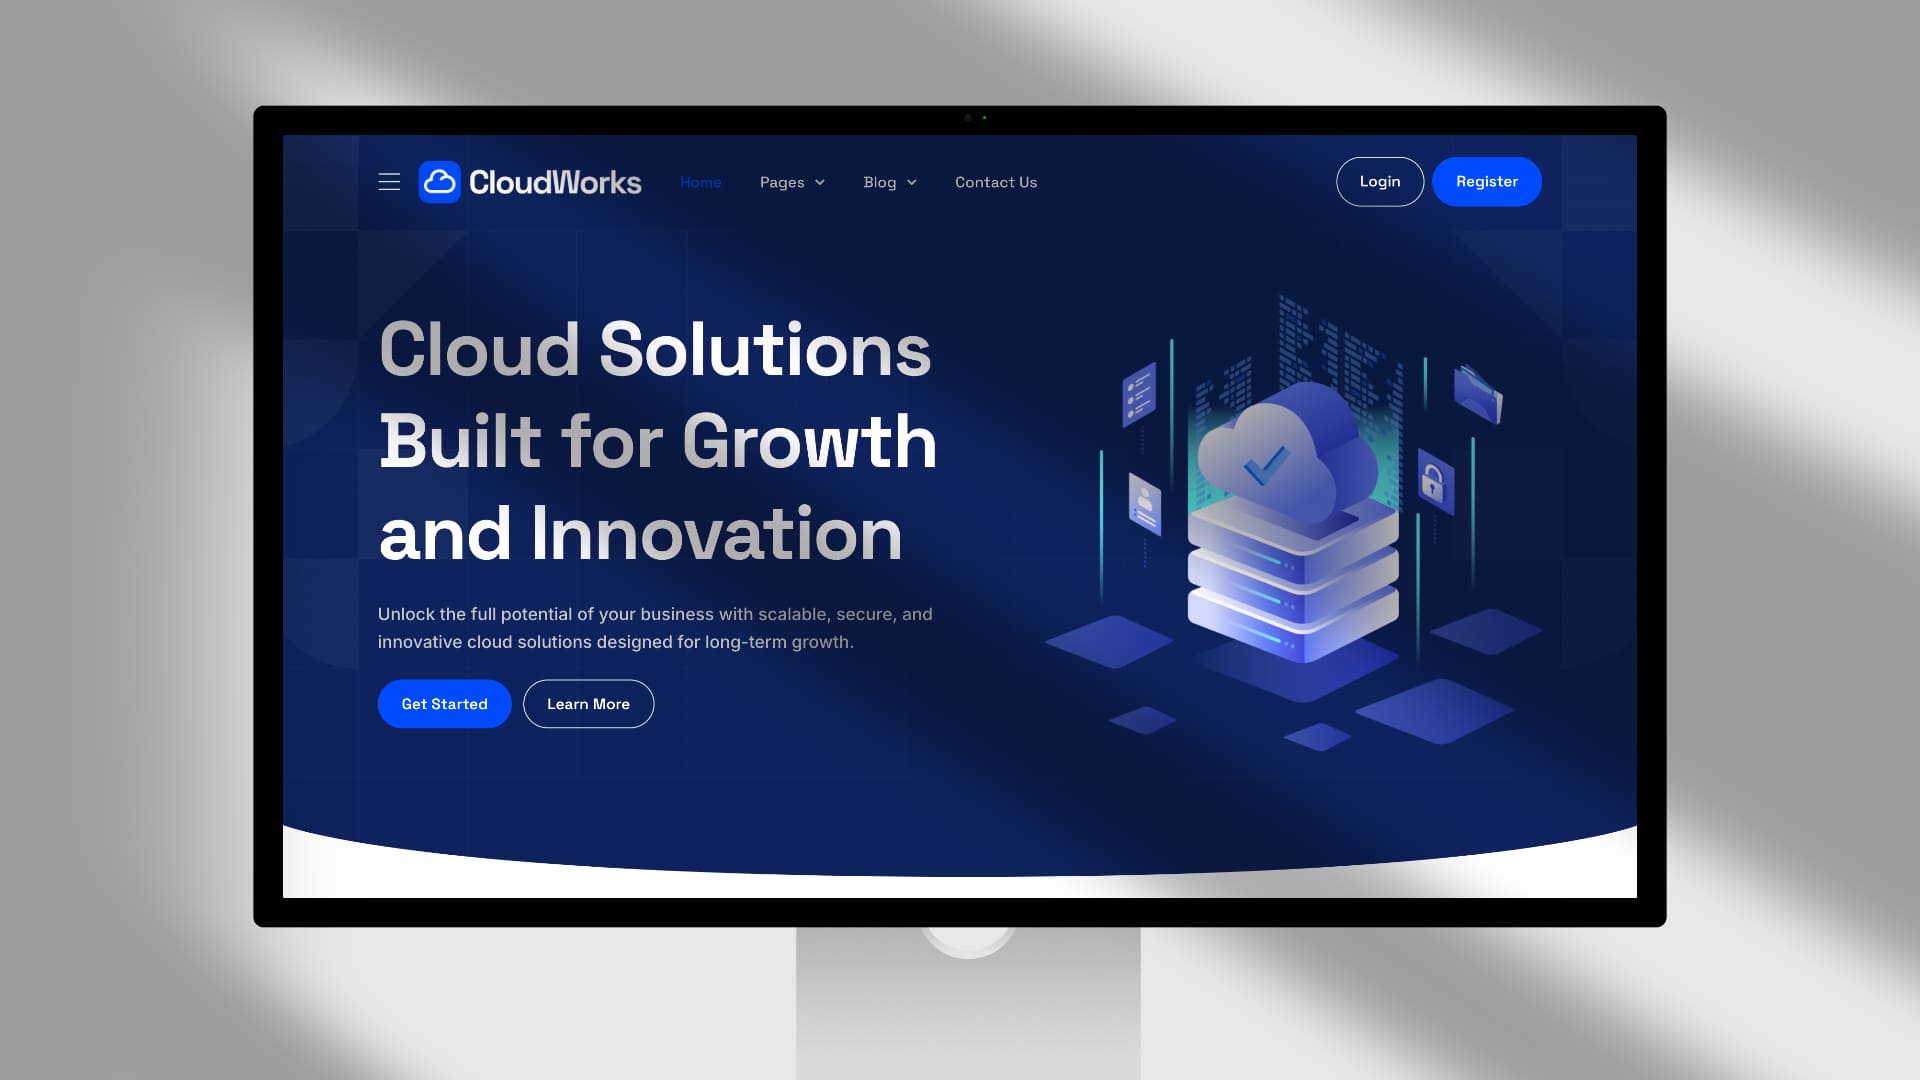 CloudWorks
Home
Pages
Blog
Contact Us
Login
Register
Cloud Solutions
Built for Growth
and Innovation
Unlock the full potential of your business with scalable, secure, and
innovative cloud solutions designed for long-term growth.
Get Started
Learn More